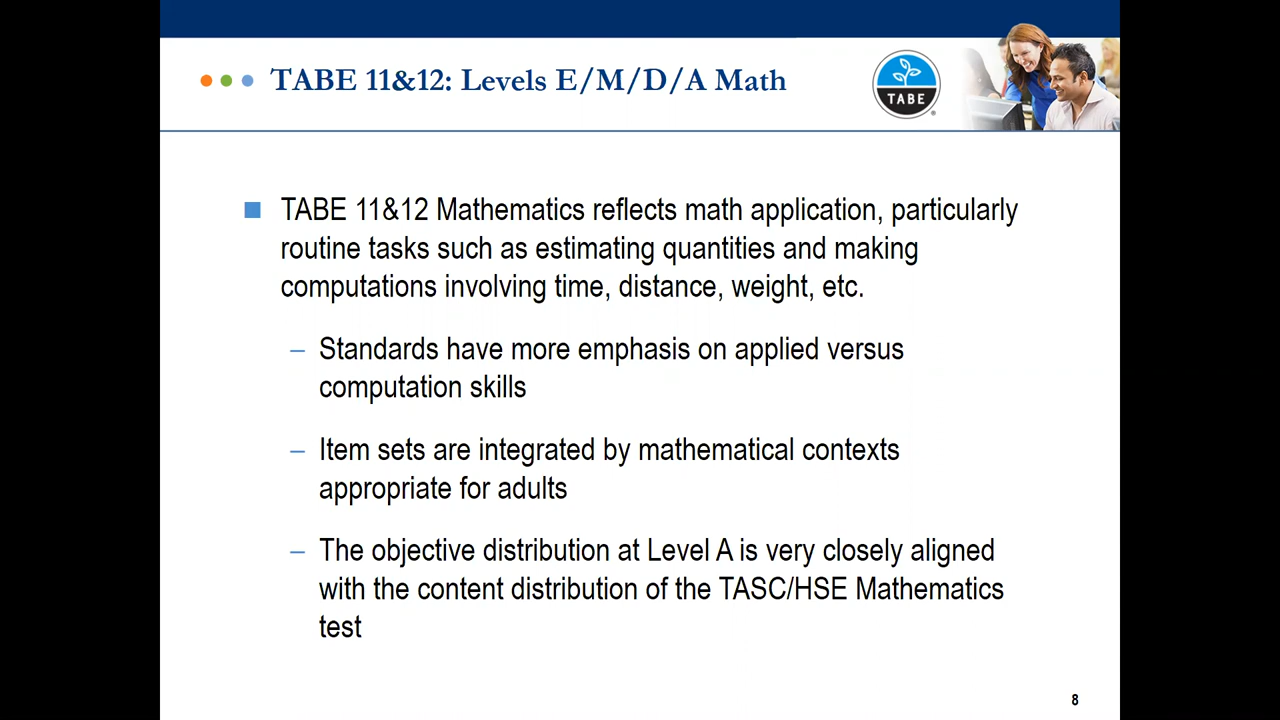 TABE 11&12: Levels E/M/D/A Math
TABE
®
TABE 11&12 Mathematics reflects math application, particularly
routine tasks such as estimating quantities and making
computations involving time, distance, weight, etc.
– Standards have more emphasis on applied versus
computation skills
– Item sets are integrated by mathematical contexts
appropriate for adults
– The objective distribution at Level A is very closely aligned
with the content distribution of the TASC/HSE Mathematics
test
8